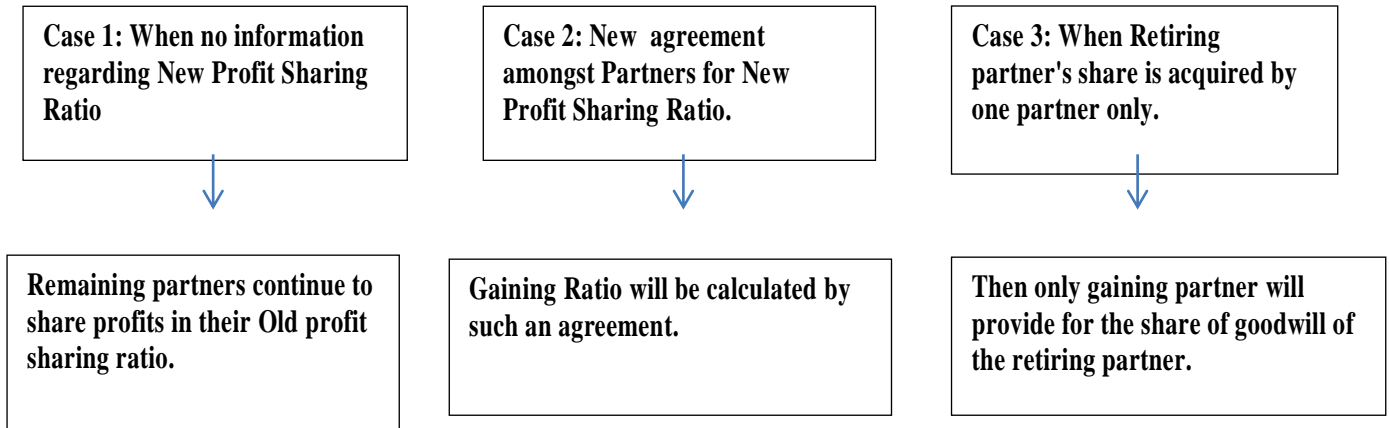 Case 1: When no information
regarding New Profit Sharing
Ratio
Case 2: New agreement
amongst Partners for New
Profit Sharing Ratio.
Case 3: When Retiring
partner's share is acquired by
one partner only.
Remaining partners continue to
share profits in their Old profit
sharing ratio.
Gaining Ratio will be calculated by
such an agreement.
Then only gaining partner will
provide for the share of goodwill of
the retiring partner.